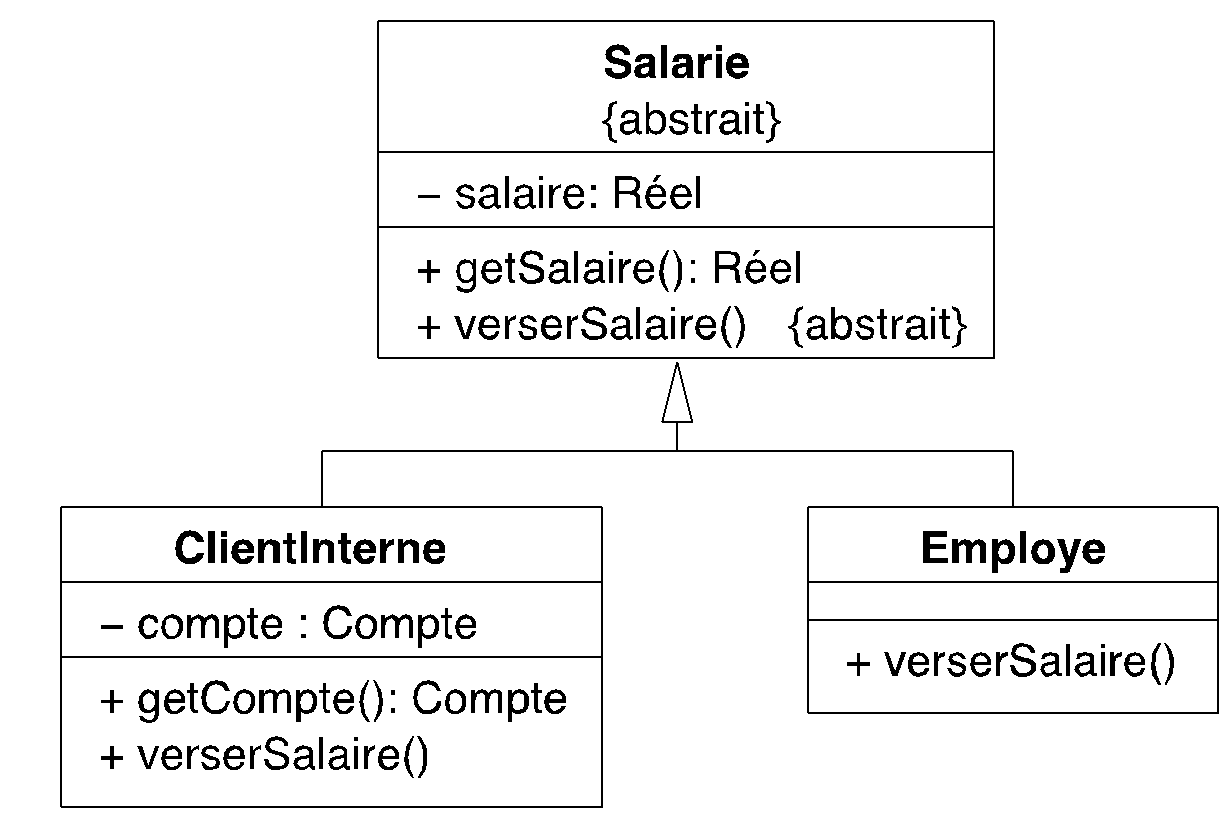 Salarie
{abstrait}
– salaire: Réel
+ getSalaire(): Réel
+ verserSalaire() {abstrait}
ClientInterne
– compte : Compte
+ getCompte(): Compte
+ verserSalaire()
Employe
+ verserSalaire()